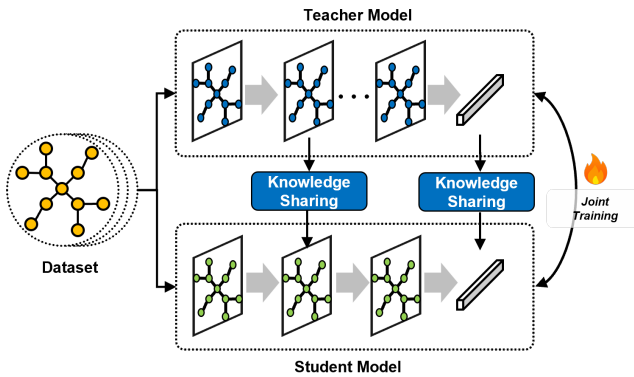 Teacher Model
Knowledge
Sharing
Knowledge
Sharing
Joint
Training
Dataset
Student Model